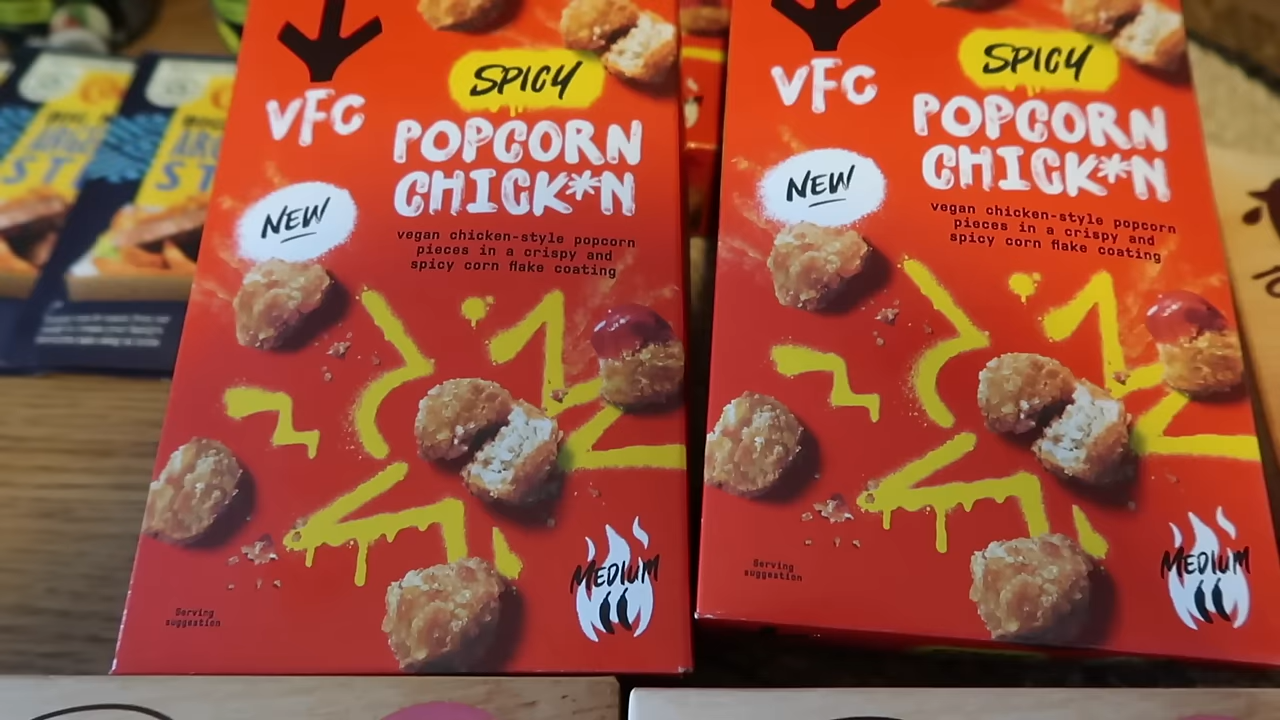 VFC
SPICY
POPCORN
CHICK*N
NEW
vegan chicken-style popcorn
pieces in a crispy and
spicy corn flake coating
MEDIUM
Serving
suggestion
VFC
SPICY
POPCORN
CHICK*N
NEW
vegan chicken-style popcorn
pieces in a crispy and
spicy corn flake coating
MEDIUM
Serving
suggestion